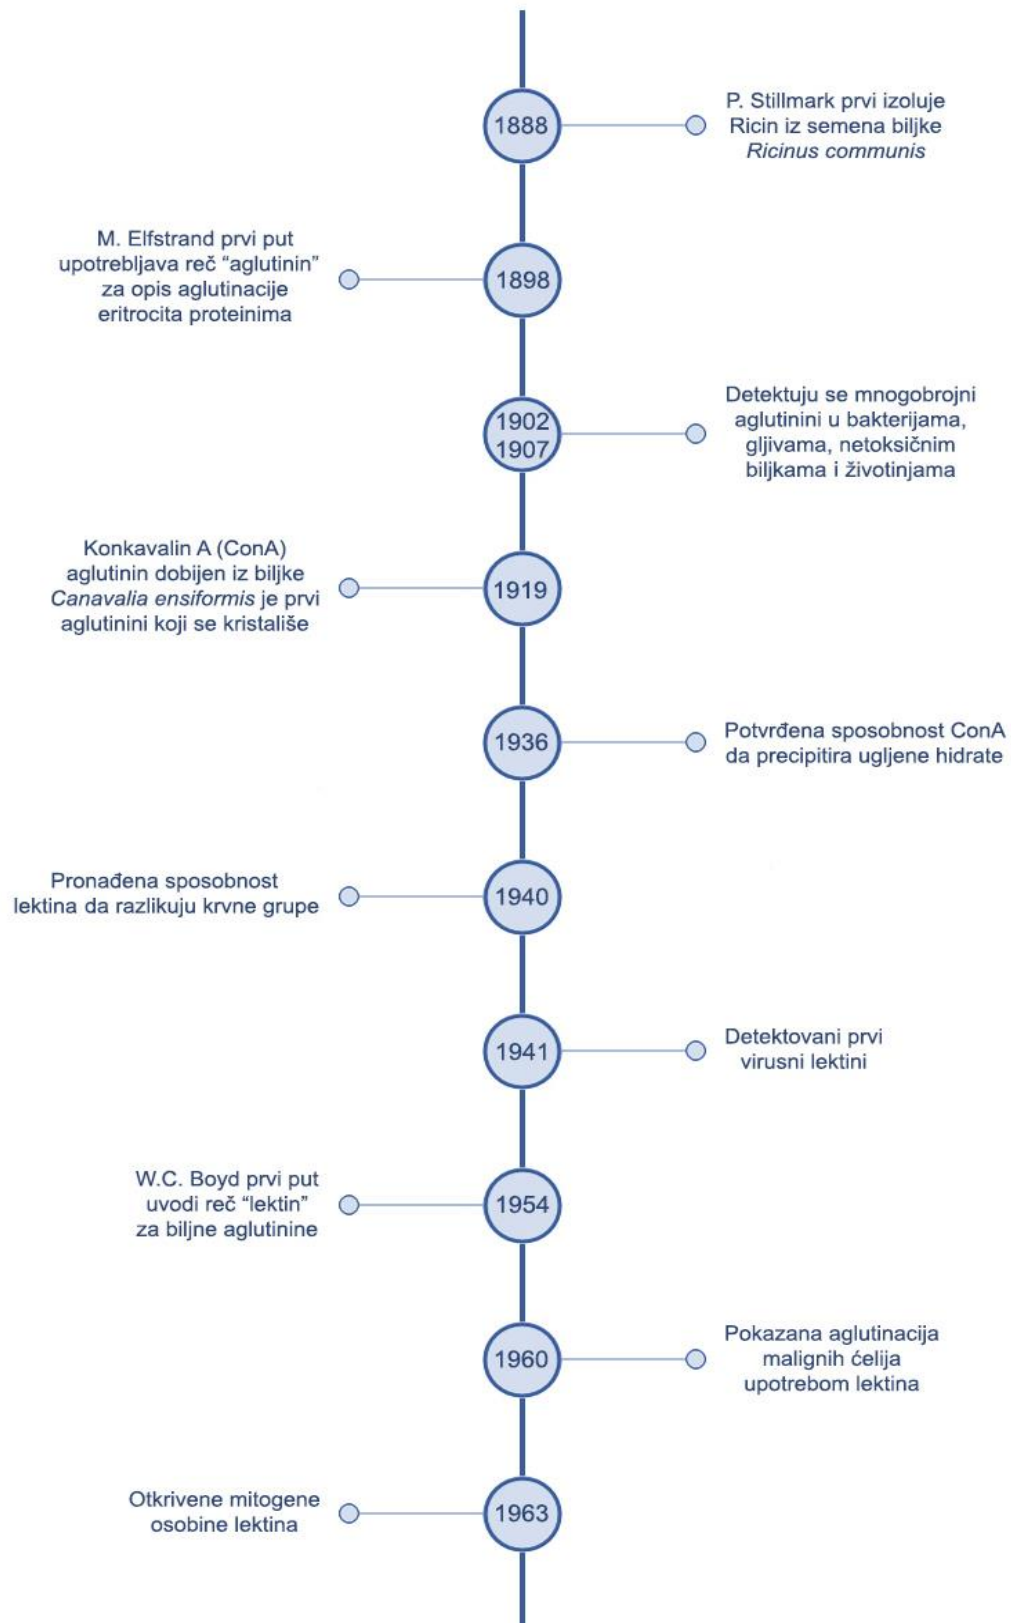 1888
P. Stillmark prvi izoluje
Ricin iz semena biljke
Ricinus communis
M. Elfstrand prvi put
upotrebljava reč “aglutinin”
za opis aglutinacije
eritrocita proteinima
1898
1902
1907
Detektuju se mnogobrojni
aglutinini u bakterijama,
gljivama, netoksičnim
biljkama i životinjama
Konkavalin A (ConA)
aglutinin dobijen iz biljke
Canavalia ensiformis je prvi
aglutinini koji se kristališe
1919
1936
Potvrđena sposobnost ConA
da precipitira ugljene hidrate
Pronađena sposobnost
lektina da razlikuju krvne grupe
1940
1941
Detektovani prvi
virusni lektini
W.C. Boyd prvi put
uvodi reč “lektin”
za biljne aglutinine
1954
1960
Pokazana aglutinacija
malignih ćelija
upotrebom lektina
Otkrivene mitogene
osobine lektina
1963